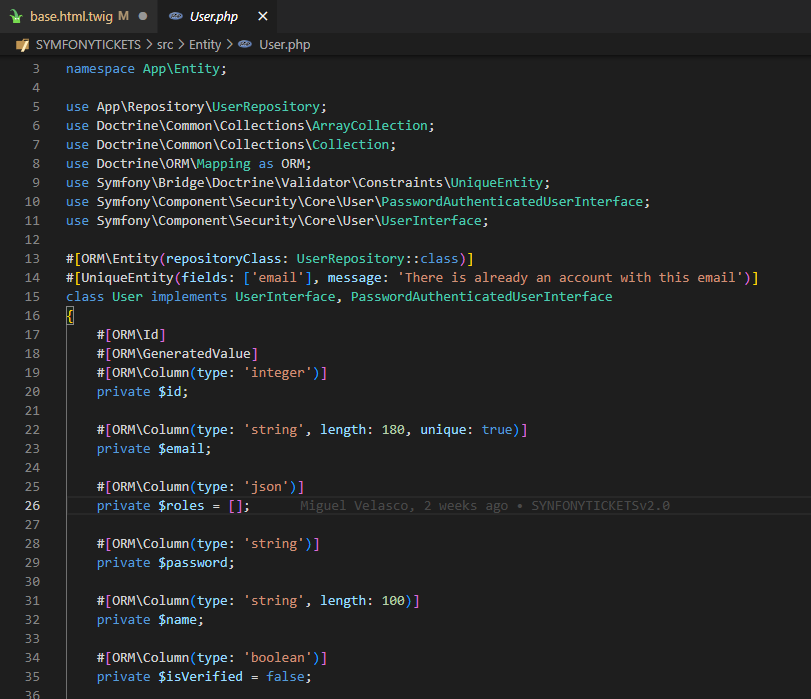 base.html.twig M User.php
SYMFONYTICKETS > src > Entity > User.php
3 namespace App\Entity;
4
5 use App\Repository\UserRepository;
6 use Doctrine\Common\Collections\ArrayCollection;
7 use Doctrine\Common\Collections\Collection;
8 use Doctrine\ORM\Mapping as ORM;
9 use Symfony\Bridge\Doctrine\Validator\Constraints\UniqueEntity;
10 use Symfony\Component\Security\Core\User\PasswordAuthenticatedUserInterface;
11 use Symfony\Component\Security\Core\User\UserInterface;
12
13 #[ORM\Entity(repositoryClass: UserRepository::class)]
14 #[UniqueEntity(fields: ['email'], message: 'There is already an account with this email')]
15 class User implements UserInterface, PasswordAuthenticatedUserInterface
16 {
17     #[ORM\Id]
18     #[ORM\GeneratedValue]
19     #[ORM\Column(type: 'integer')]
20     private $id;
21
22     #[ORM\Column(type: 'string', length: 180, unique: true)]
23     private $email;
24
25     #[ORM\Column(type: 'json')]
26     private $roles = []; Miguel Velasco, 2 weeks ago • SYNFONYTICKETSv2.0
27
28     #[ORM\Column(type: 'string')]
29     private $password;
30
31     #[ORM\Column(type: 'string', length: 100)]
32     private $name;
33
34     #[ORM\Column(type: 'boolean')]
35     private $isVerified = false;
36